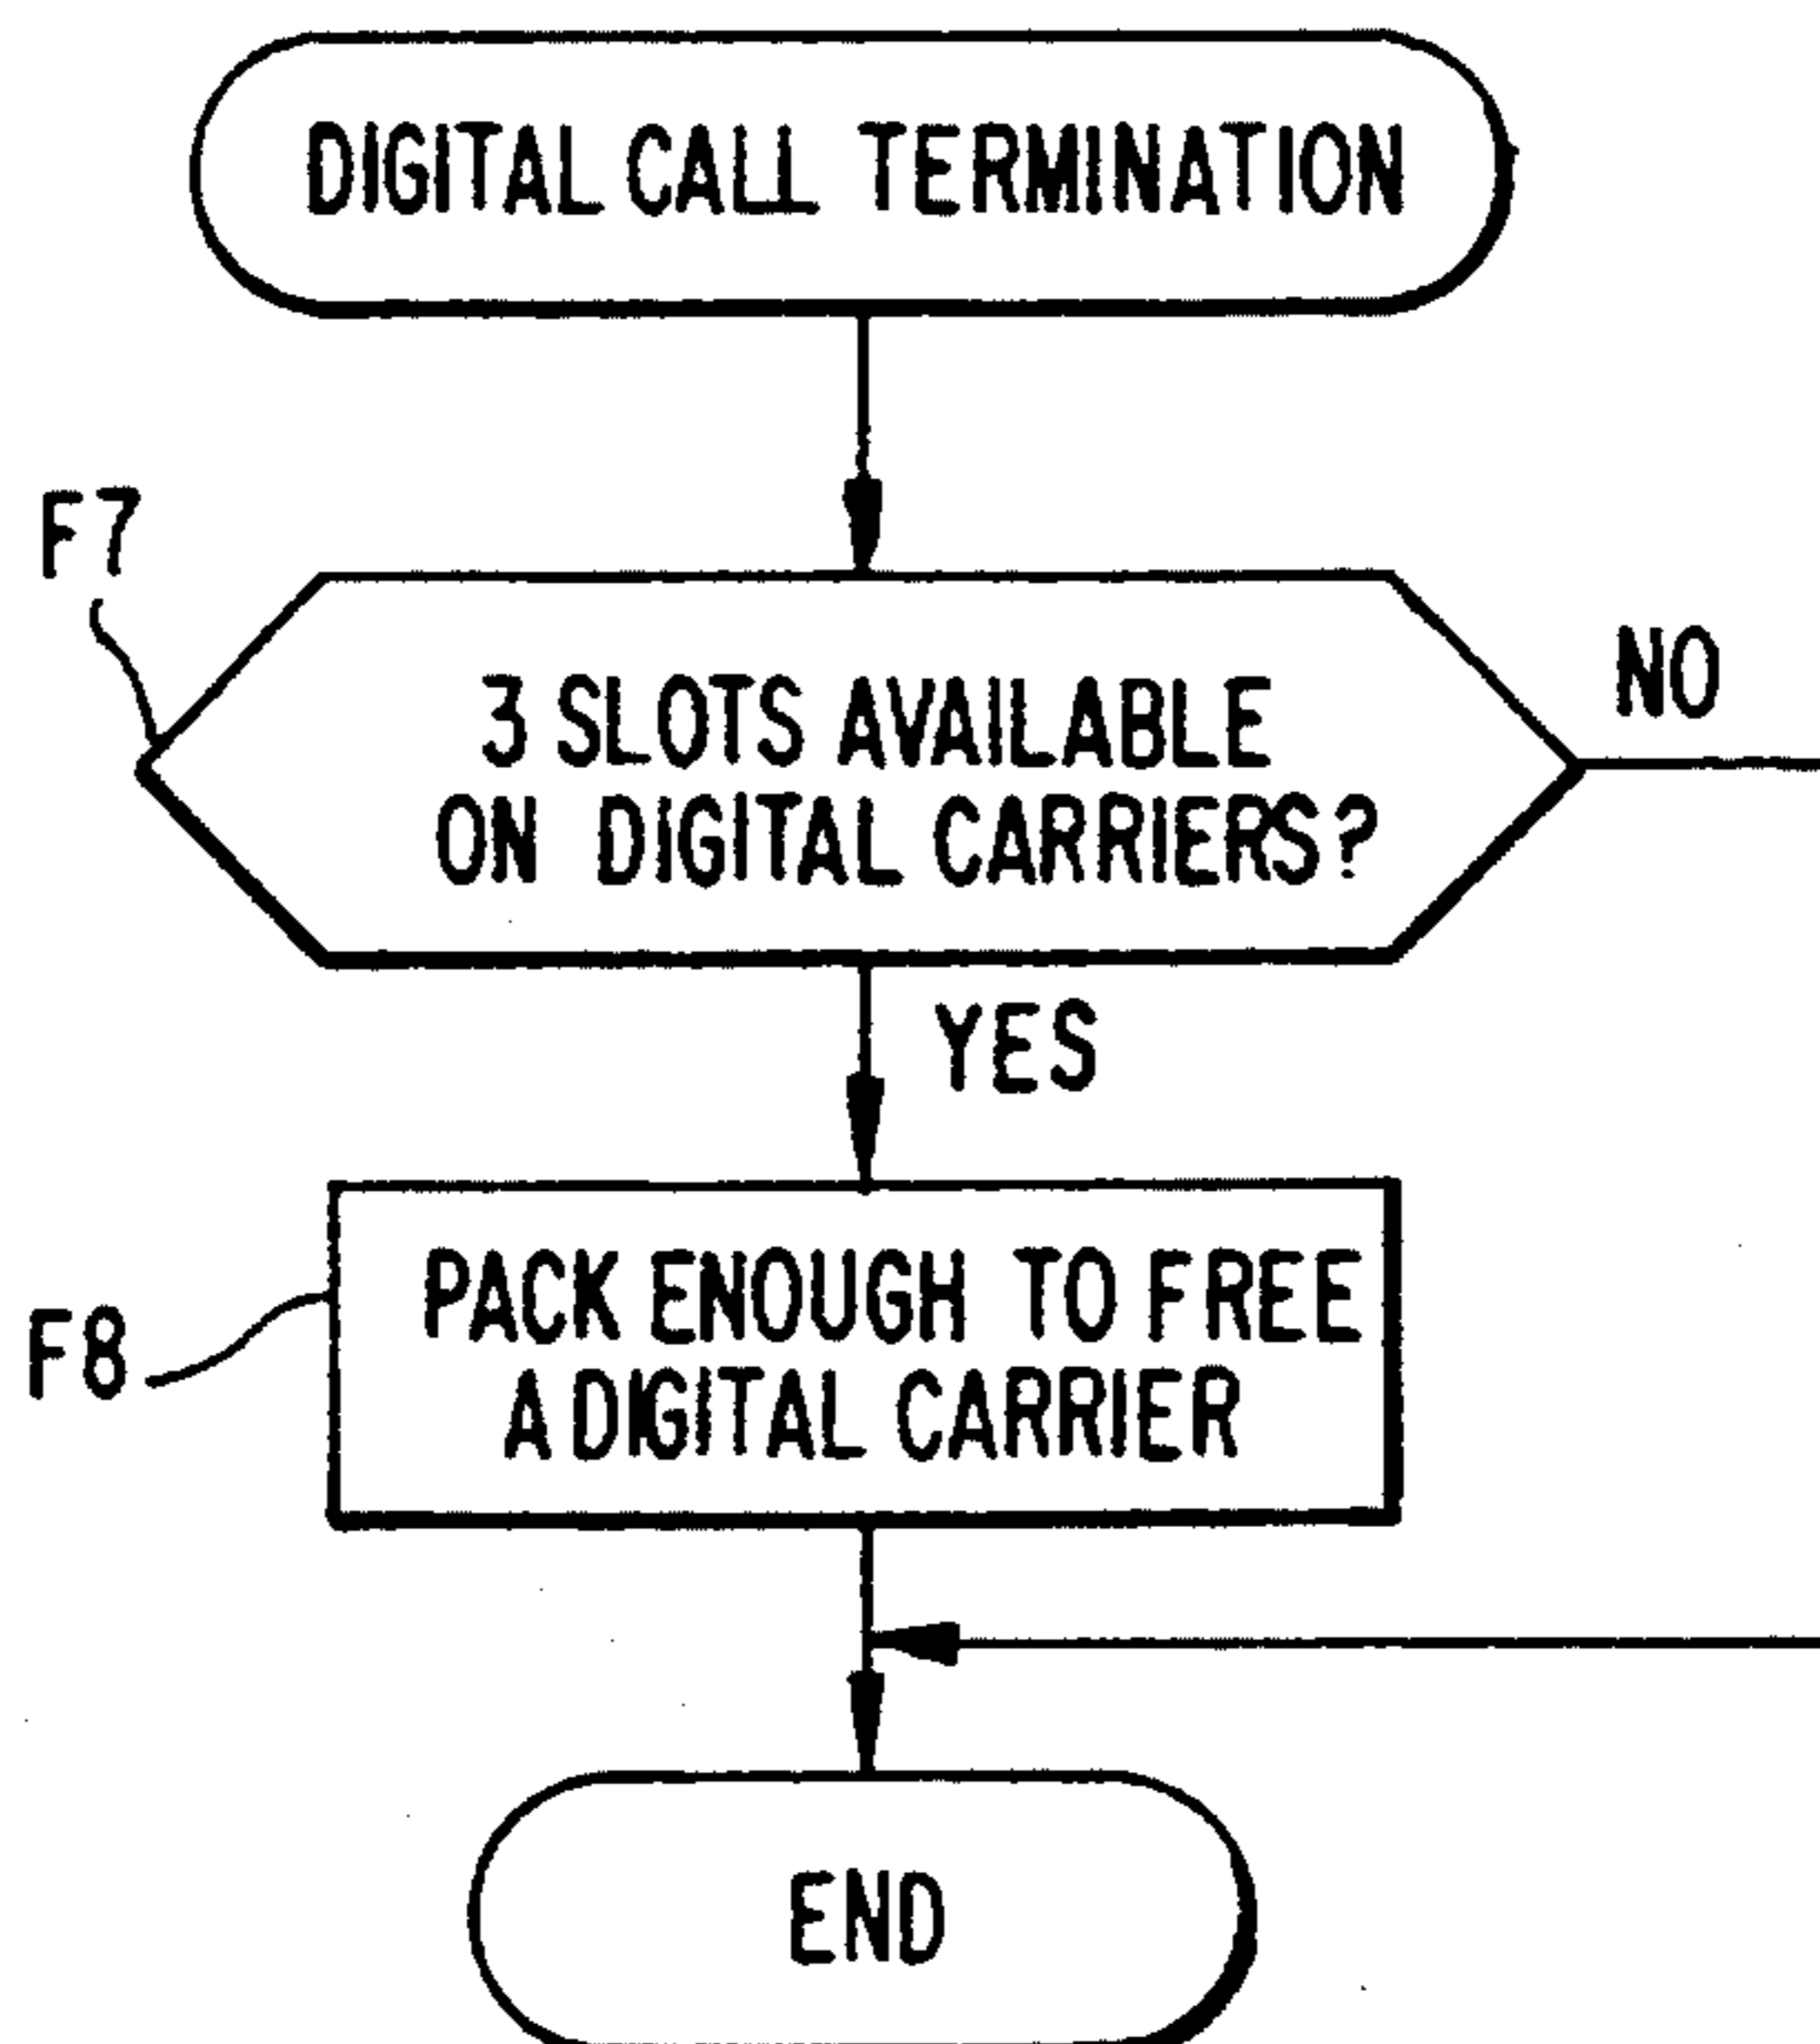 DIGITAL CALL TERMINATION
F7
3 SLOTS AVAILABLE
ON DIGITAL CARRIERS?
NO
YES
F8
PACK ENOUGH TO FREE
A DIGITAL CARRIER
END